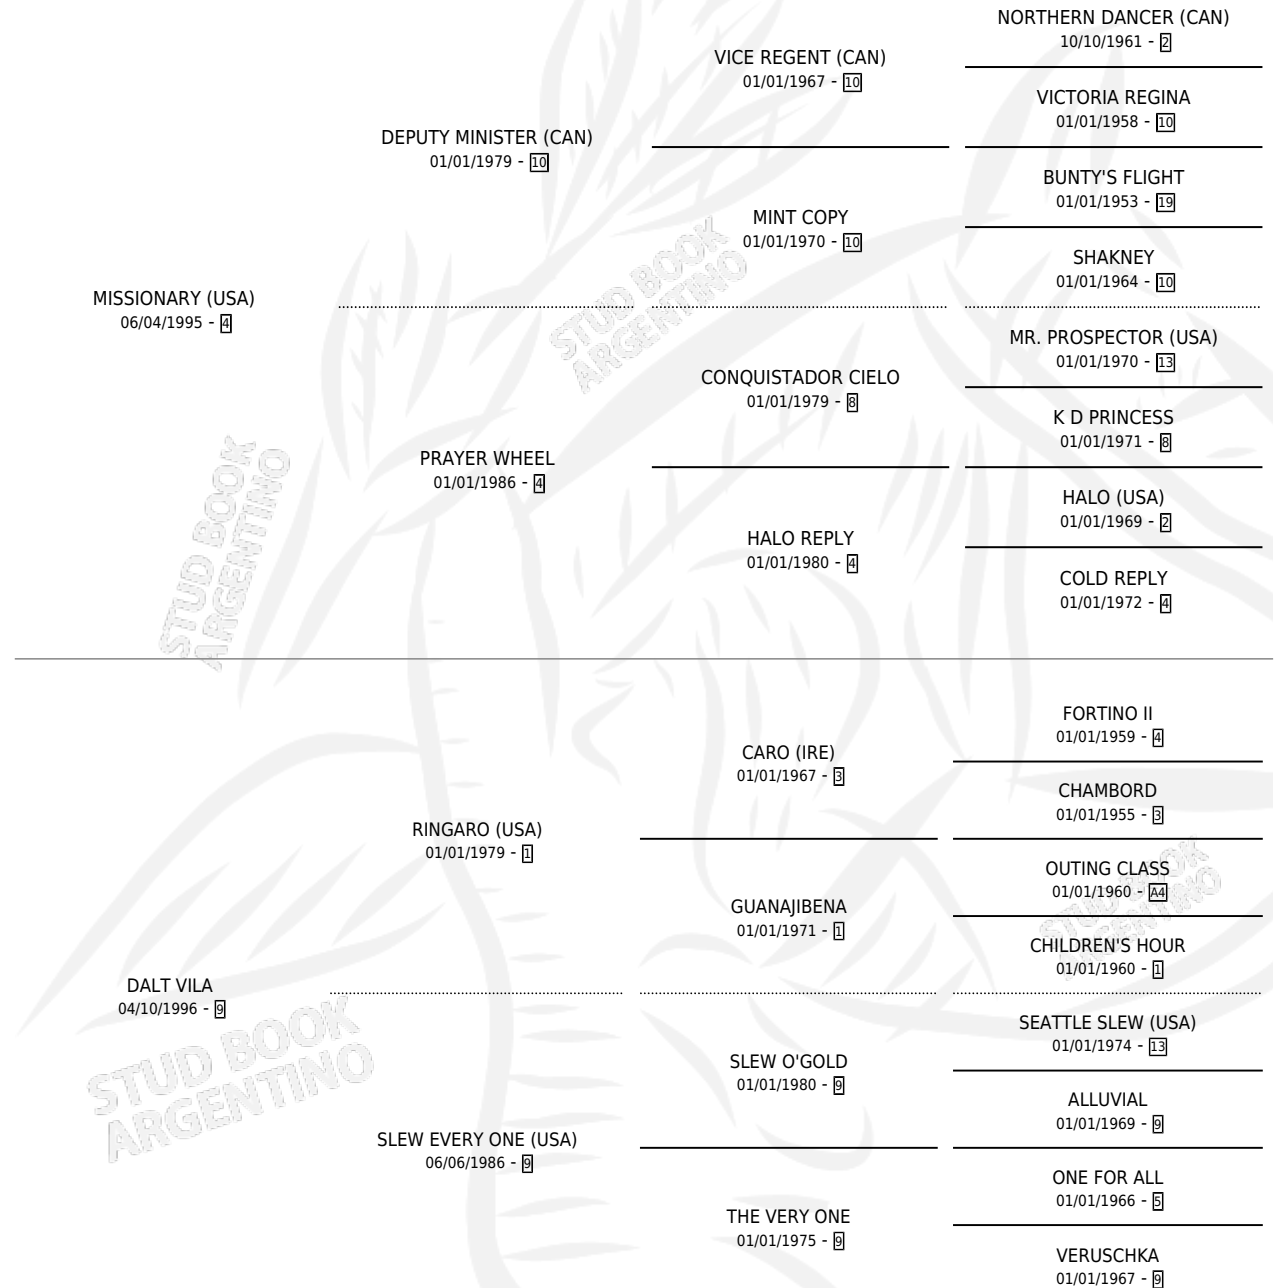 NORTHERN DANCER (CAN)
10/10/1961 - 2
VICE REGENT (CAN)
01/01/1967 - 10
VICTORIA REGINA
01/01/1958 - 10
DEPUTY MINISTER (CAN)
01/01/1979 - 10
BUNTY'S FLIGHT
01/01/1953 - 19
MINT COPY
01/01/1970 - 10
SHAKNEY
01/01/1964 - 10
MISSIONARY (USA)
06/04/1995 - 4
MR. PROSPECTOR (USA)
01/01/1970 - 13
CONQUISTADOR CIELO
01/01/1979 - 8
K D PRINCESS
01/01/1971 - 8
PRAYER WHEEL
01/01/1986 - 4
HALO (USA)
01/01/1969 - 2
HALO REPLY
01/01/1980 - 4
COLD REPLY
01/01/1972 - 4
FORTINO II
01/01/1959 - 4
CARO (IRE)
01/01/1967 - 3
CHAMBORD
01/01/1955 - 3
RINGARO (USA)
01/01/1979 - 1
OUTING CLASS
01/01/1960 - A4
GUANAJIBENA
01/01/1971 - 1
CHILDREN'S HOUR
01/01/1960 - 1
DALT VILA
04/10/1996 - 9
SEATTLE SLEW (USA)
01/01/1974 - 13
SLEW O'GOLD
01/01/1980 - 9
ALLUVIAL
01/01/1969 - 9
SLEW EVERY ONE (USA)
06/06/1986 - 9
ONE FOR ALL
01/01/1966 - 5
THE VERY ONE
01/01/1975 - 9
VERUSCHKA
01/01/1967 - 9
STUD BOOK
ARGENTINO
STUD BOOK
ARGENTINO
STUD BOOK
ARGENTINO
STUD BOOK
ARGENTINO